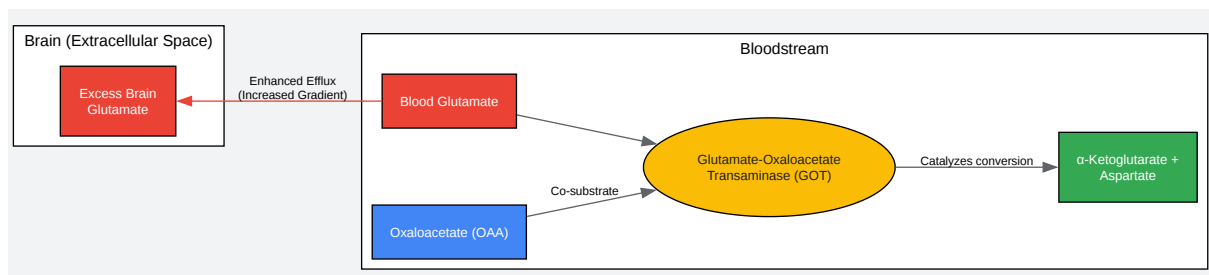 Brain (Extracellular Space)
Excess Brain
Glutamate
Enhanced Efflux
(Increased Gradient)
Bloodstream
Blood Glutamate
Oxaloacetate (OAA)
Co-substrate
Glutamate-Oxaloacetate
Transaminase (GOT)
Catalyzes conversion
α-Ketoglutarate +
Aspartate